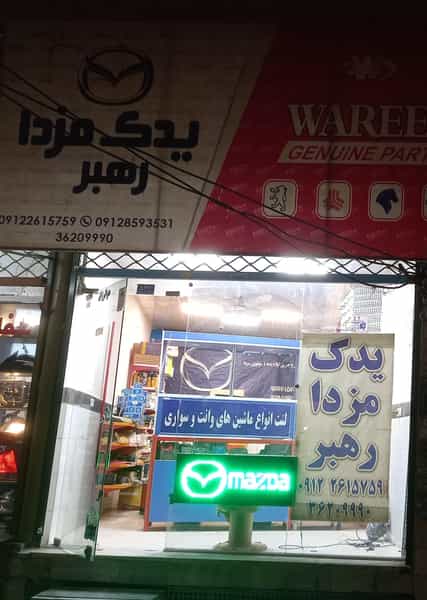 یدک مزدا
رهبر
09122615759 09128593531
36209990
WAREE
GENUINE PART
لنت انواع ماشین های وانت و سواری
mazda
یدک
مزدا
رهبر
۰۹۱۲ ۲۶۱۵۷۵۹
۳۶۲۰۹۹۹۰